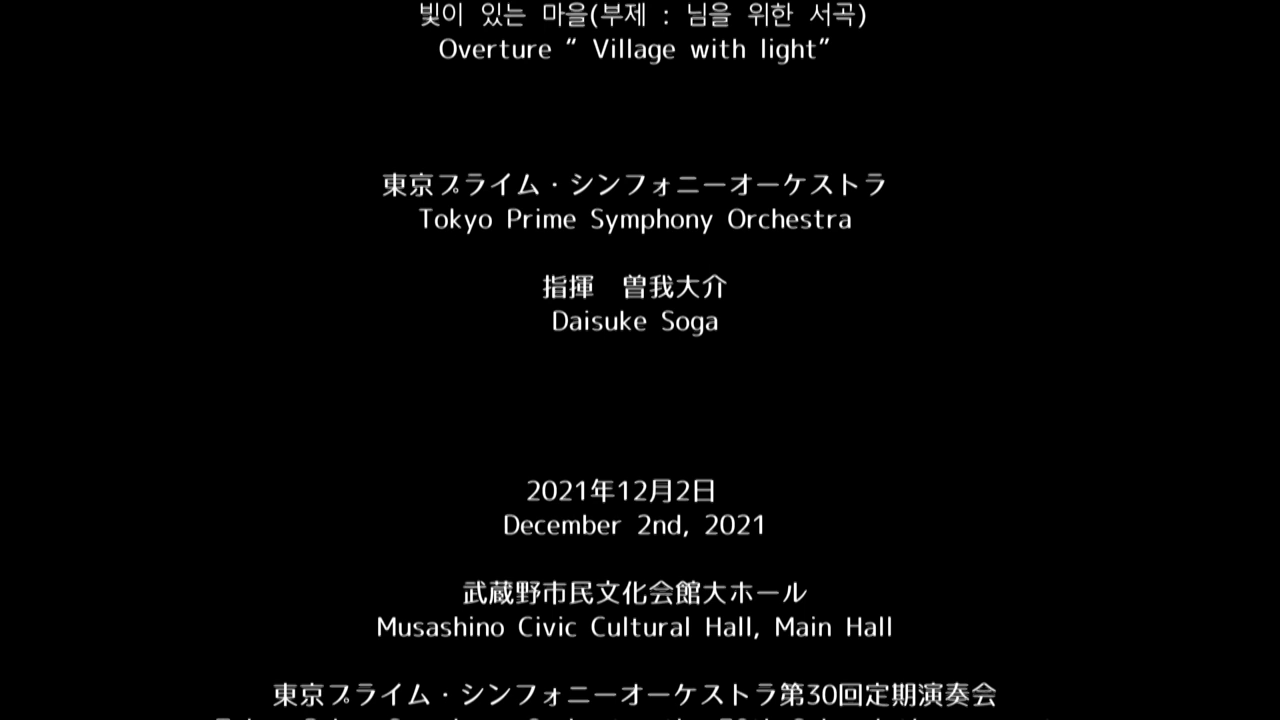 빛이 있는 마을(부제 : 님을 위한 서곡)
Overture “ Village with light”
東京プライム・シンフォニーオーケストラ
Tokyo Prime Symphony Orchestra
指揮　曽我大介
Daisuke Soga
2021年12月2日
December 2nd, 2021
武蔵野市民文化会館大ホール
Musashino Civic Cultural Hall, Main Hall
東京プライム・シンフォニーオーケストラ第30回定期演奏会